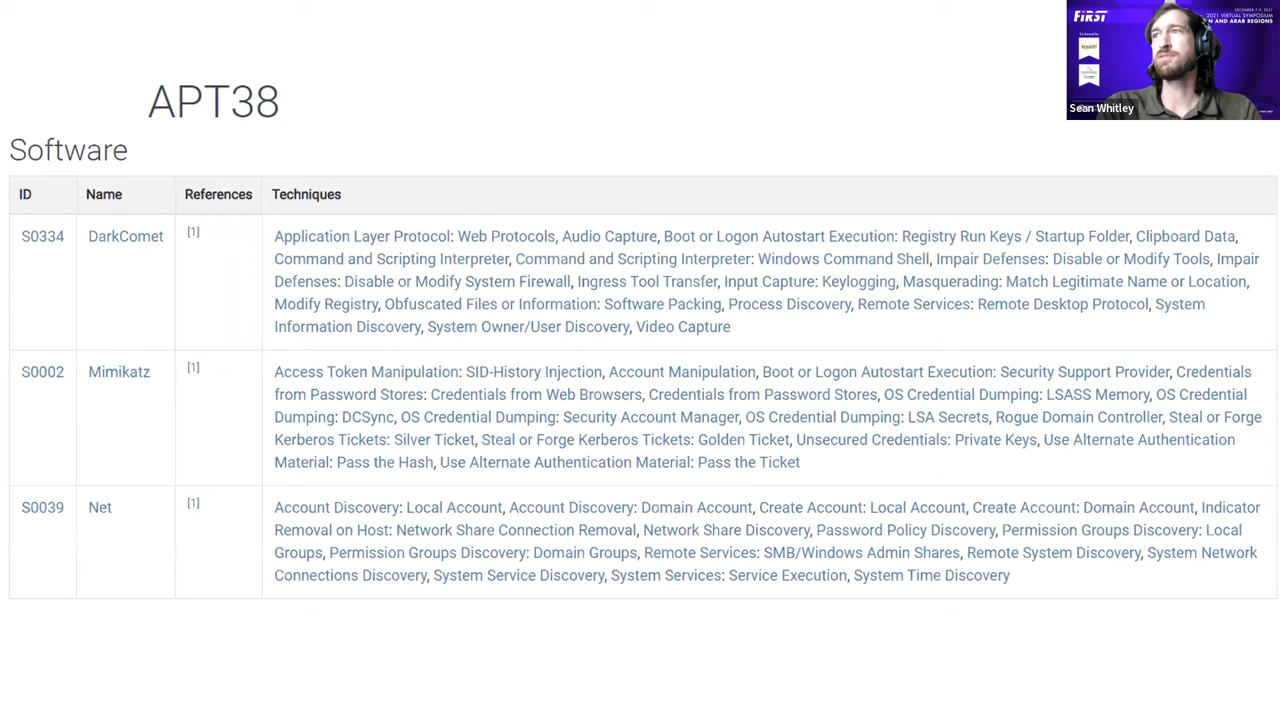 FIRST
DECEMBER 7-9, 2021
2021 VIRTUAL SYMPOSIUM
N AND ARAB REGIONS
Sean Whitley
APT38
Software
ID Name References Techniques
S0334 DarkComet [1] Application Layer Protocol: Web Protocols, Audio Capture, Boot or Logon Autostart Execution: Registry Run Keys / Startup Folder, Clipboard Data,
Command and Scripting Interpreter, Command and Scripting Interpreter: Windows Command Shell, Impair Defenses: Disable or Modify Tools, Impair
Defenses: Disable or Modify System Firewall, Ingress Tool Transfer, Input Capture: Keylogging, Masquerading: Match Legitimate Name or Location,
Modify Registry, Obfuscated Files or Information: Software Packing, Process Discovery, Remote Services: Remote Desktop Protocol, System
Information Discovery, System Owner/User Discovery, Video Capture
S0002 Mimikatz [1] Access Token Manipulation: SID-History Injection, Account Manipulation, Boot or Logon Autostart Execution: Security Support Provider, Credentials
from Password Stores: Credentials from Web Browsers, Credentials from Password Stores, OS Credential Dumping: LSASS Memory, OS Credential
Dumping: DCSync, OS Credential Dumping: Security Account Manager, OS Credential Dumping: LSA Secrets, Rogue Domain Controller, Steal or Forge
Kerberos Tickets: Silver Ticket, Steal or Forge Kerberos Tickets: Golden Ticket, Unsecured Credentials: Private Keys, Use Alternate Authentication
Material: Pass the Hash, Use Alternate Authentication Material: Pass the Ticket
S0039 Net [1] Account Discovery: Local Account, Account Discovery: Domain Account, Create Account: Local Account, Create Account: Domain Account, Indicator
Removal on Host: Network Share Connection Removal, Network Share Discovery, Password Policy Discovery, Permission Groups Discovery: Local
Groups, Permission Groups Discovery: Domain Groups, Remote Services: SMB/Windows Admin Shares, Remote System Discovery, System Network
Connections Discovery, System Service Discovery, System Services: Service Execution, System Time Discovery